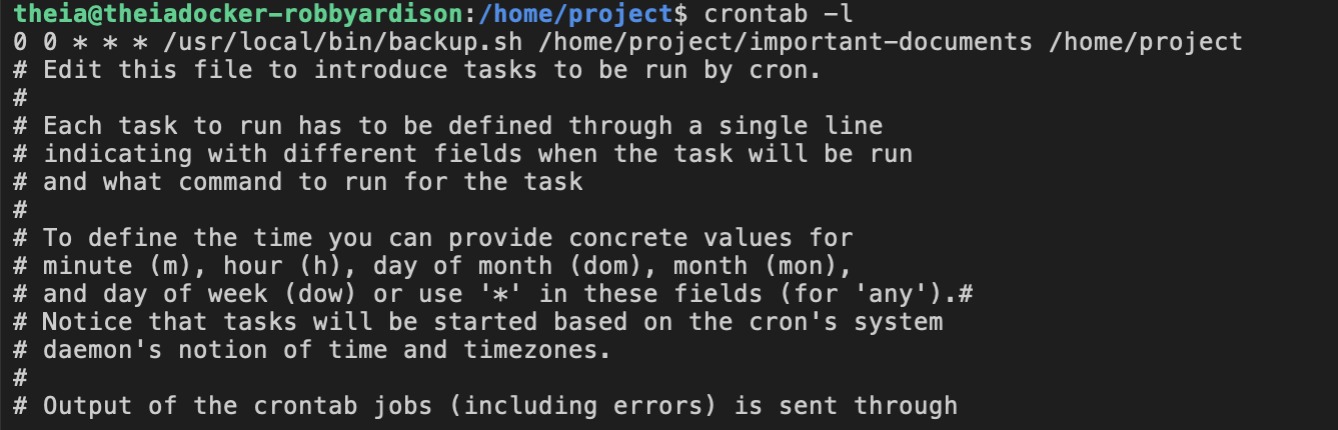 theia@theiadocker-robbyardison:/home/project$ crontab -l
0 0 * * * /usr/local/bin/backup.sh /home/project/important-documents /home/project
# Edit this file to introduce tasks to be run by cron.
#
# Each task to run has to be defined through a single line
# indicating with different fields when the task will be run
# and what command to run for the task
#
# To define the time you can provide concrete values for
# minute (m), hour (h), day of month (dom), month (mon),
# and day of week (dow) or use '*' in these fields (for 'any').#
# Notice that tasks will be started based on the cron's system
# daemon's notion of time and timezones.
#
# Output of the crontab jobs (including errors) is sent through